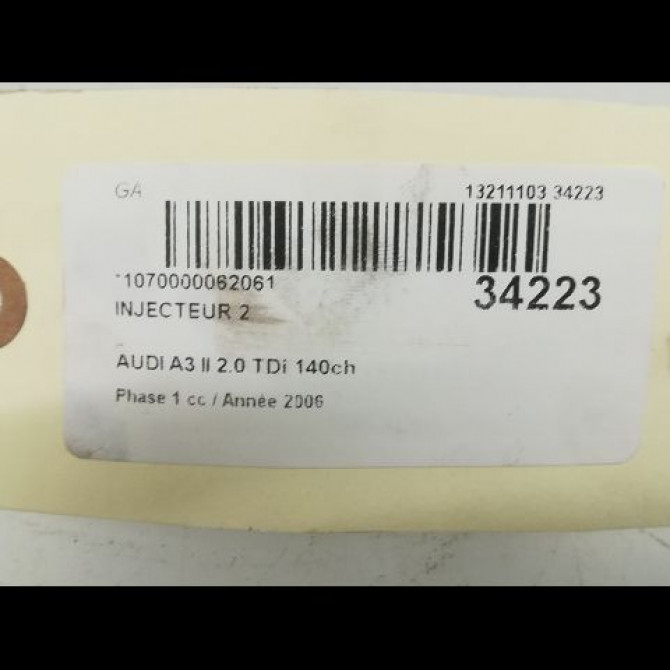 GA
13211103 34223
*1070000062061
34223
INJECTEUR 2
AUDI A3 II 2.0 TDi 140ch
Phase 1 cc / Année 2006